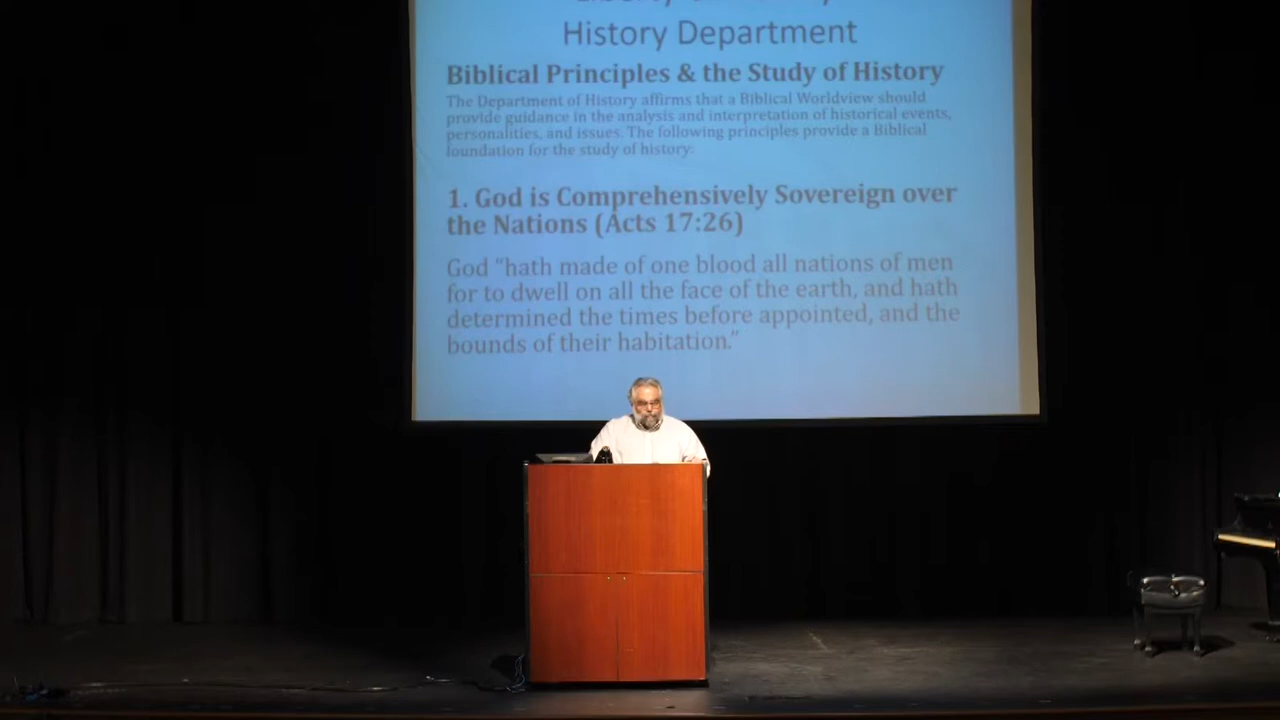 History Department
Biblical Principles & the Study of History
The Department of History affirms that a Biblical Worldview should
provide guidance in the analysis and interpretation of historical events,
personalities, and issues. The following principles provide a Biblical
foundation for the study of history:
1. God is Comprehensively Sovereign over
the Nations (Acts 17:26)
God “hath made of one blood all nations of men
for to dwell on all the face of the earth, and hath
determined the times before appointed, and the
bounds of their habitation.”